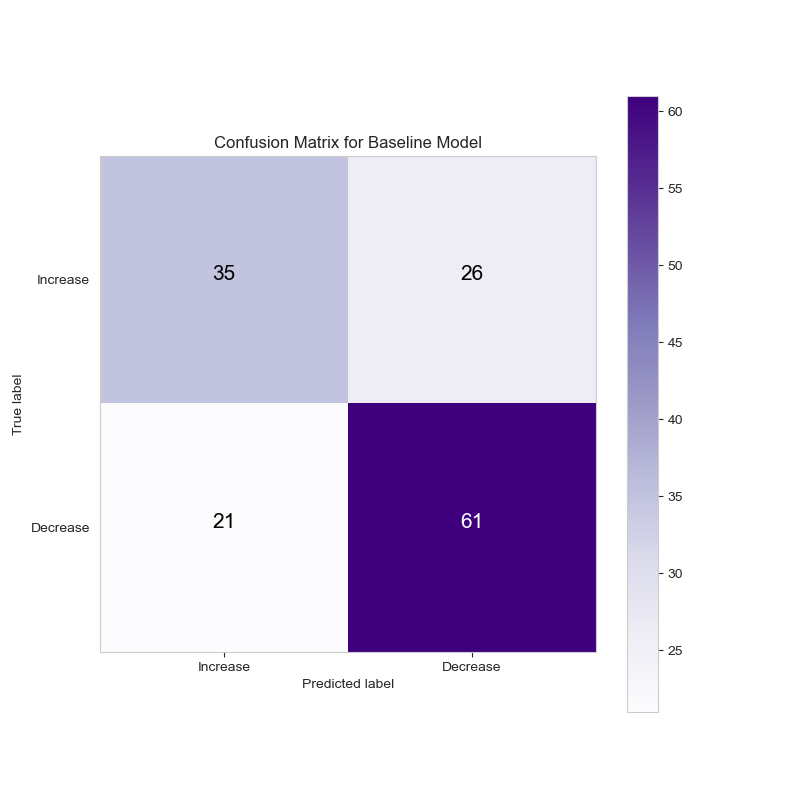 Confusion Matrix for Baseline Model
60
55
50
45
40
35
30
25
True label
Increase
35
26
Decrease
21
61
Increase
Decrease
Predicted label